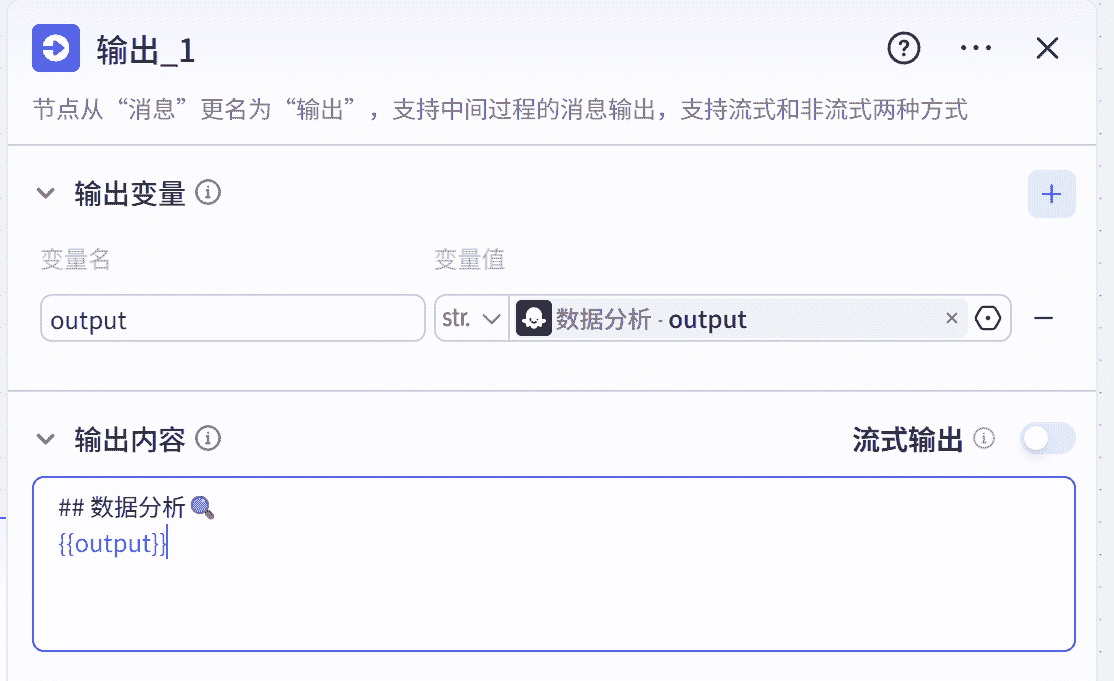 输出_1
节点从“消息”更名为“输出”，支持中间过程的消息输出，支持流式和非流式两种方式
输出变量
变量名 变量值
output str. 数据分析 - output
输出内容 流式输出
## 数据分析🔍
{{output}}